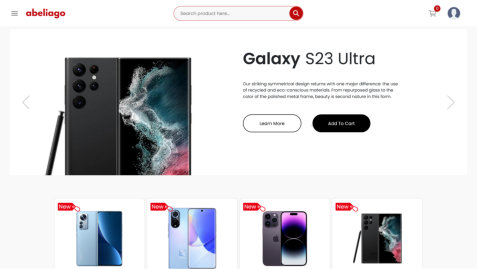 abeliago
Search product here...
0
Galaxy S23 Ultra
Our striking symmetrical design returns with one major difference: the use
of recycled and eco-conscious materials. From repurposed glass to the
color of the polished metal frame, beauty is second nature in this form.
Learn More
Add To Cart
New
New
New
New